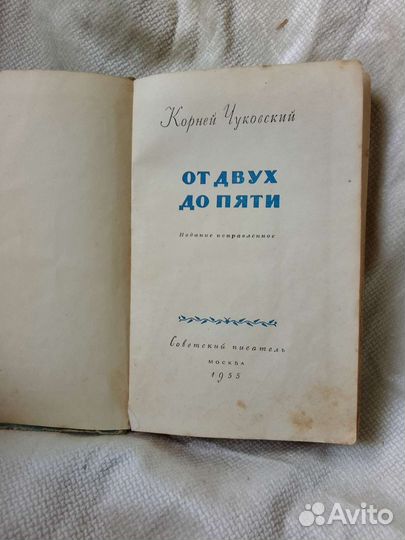 Корней Чуковский
ОТ ДВУХ
ДО ПЯТИ
Издание исправленное
Советский писатель
МОСКВА
1955
Avito